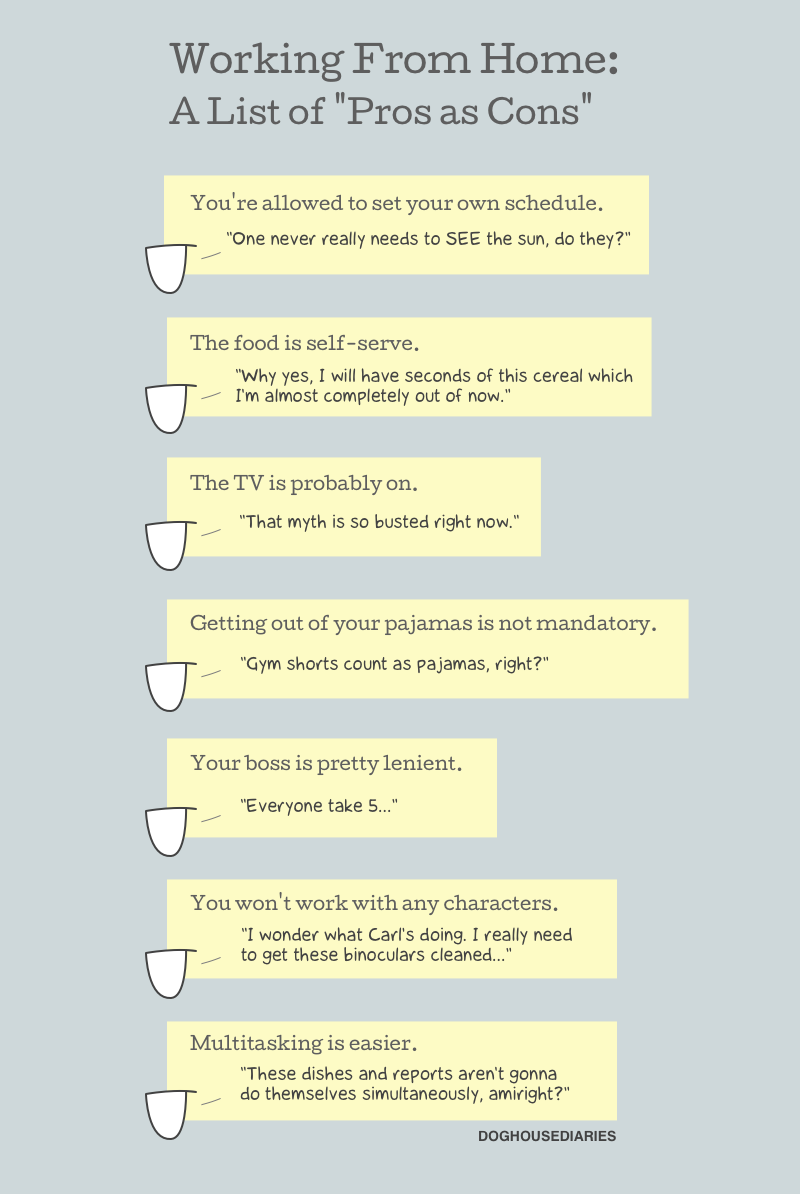 Working From Home:
A List of "Pros as Cons"
You're allowed to set your own schedule.
"One never really needs to SEE the sun, do they?"
The food is self-serve.
"Why yes, I will have seconds of this cereal which
I'm almost completely out of now."
The TV is probably on.
"That myth is so busted right now."
Getting out of your pajamas is not mandatory.
"Gym shorts count as pajamas, right?"
Your boss is pretty lenient.
"Everyone take 5..."
You won't work with any characters.
"I wonder what Carl's doing. I really need
to get these binoculars cleaned..."
Multitasking is easier.
"These dishes and reports aren't gonna
do themselves simultaneously, amiright?"
DOGHOUSEDIARIES